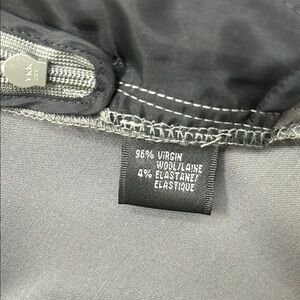 96% VIRGIN
WOOL/LAINE
4% ELASTANE/
ELASTIQUE